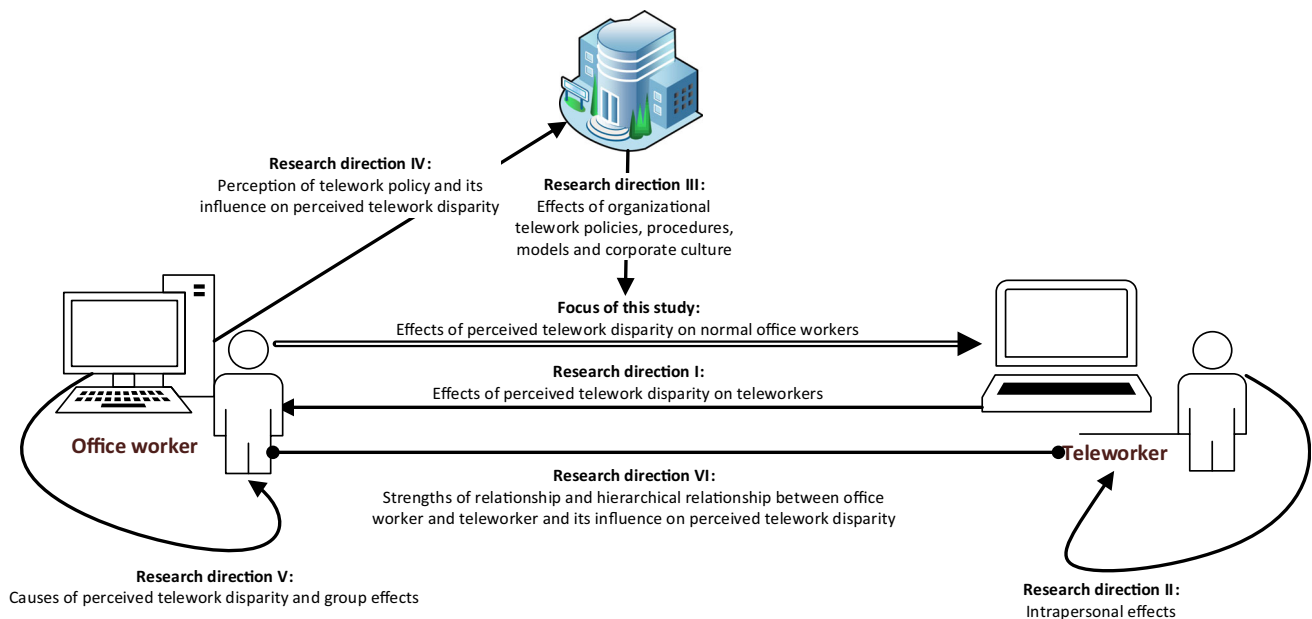 Research direction IV:
Perception of telework policy and its
influence on perceived telework disparity
Research direction III:
Effects of organizational
telework policies, procedures,
models and corporate culture
Focus of this study:
Effects of perceived telework disparity on normal office workers
Research direction I:
Effects of perceived telework disparity on teleworkers
Office worker
Teleworker
Research direction VI:
Strengths of relationship and hierarchical relationship between office
worker and teleworker and its influence on perceived telework disparity
Research direction V:
Causes of perceived telework disparity and group effects
Research direction II:
Intrapersonal effects